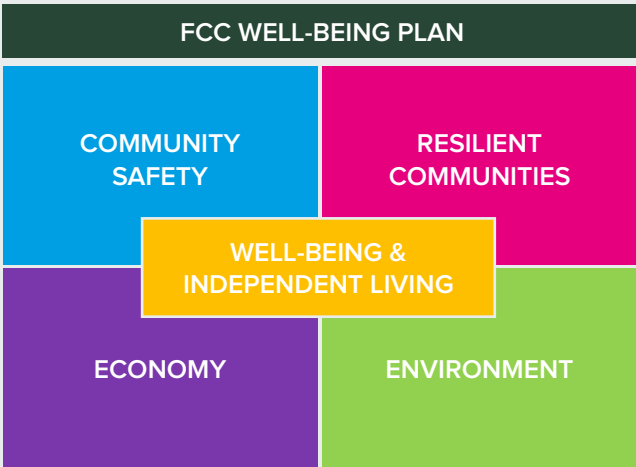 FCC WELL-BEING PLAN
COMMUNITY
SAFETY
RESILIENT
COMMUNITIES
WELL-BEING &
INDEPENDENT LIVING
ECONOMY
ENVIRONMENT